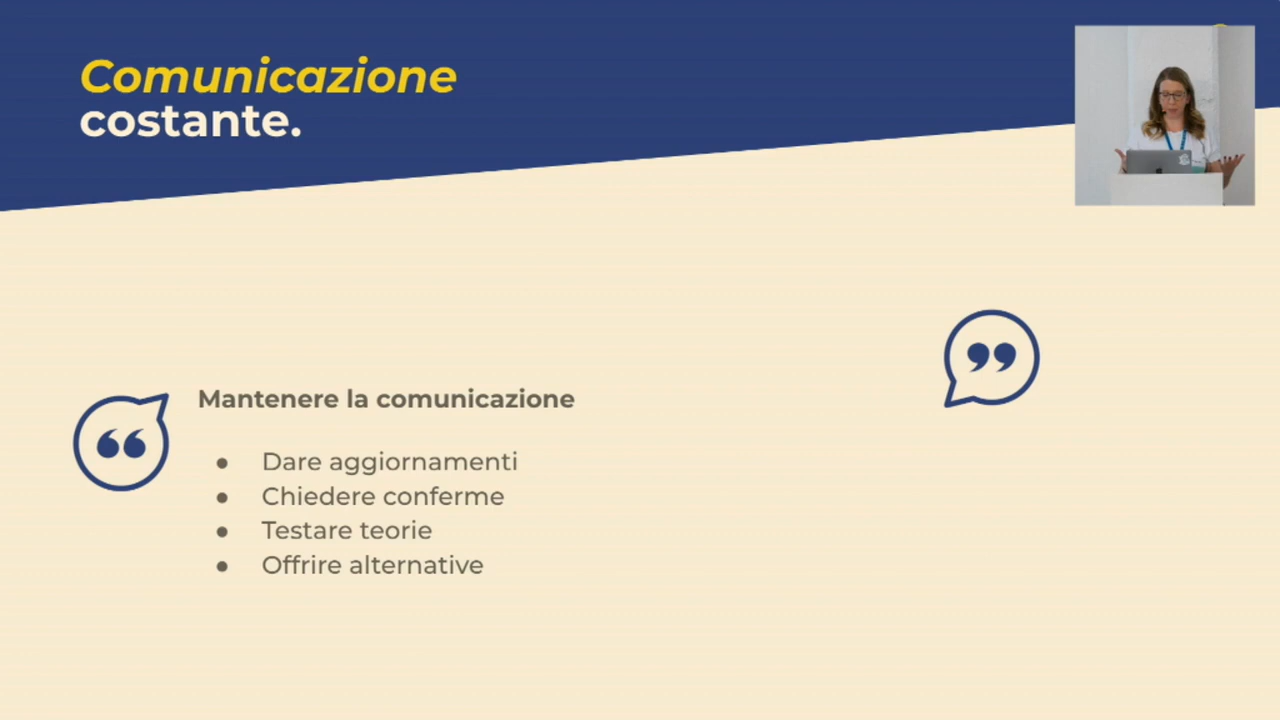 Comunicazione
costante.
Mantenere la comunicazione
● Dare aggiornamenti
● Chiedere conferme
● Testare teorie
● Offrire alternative